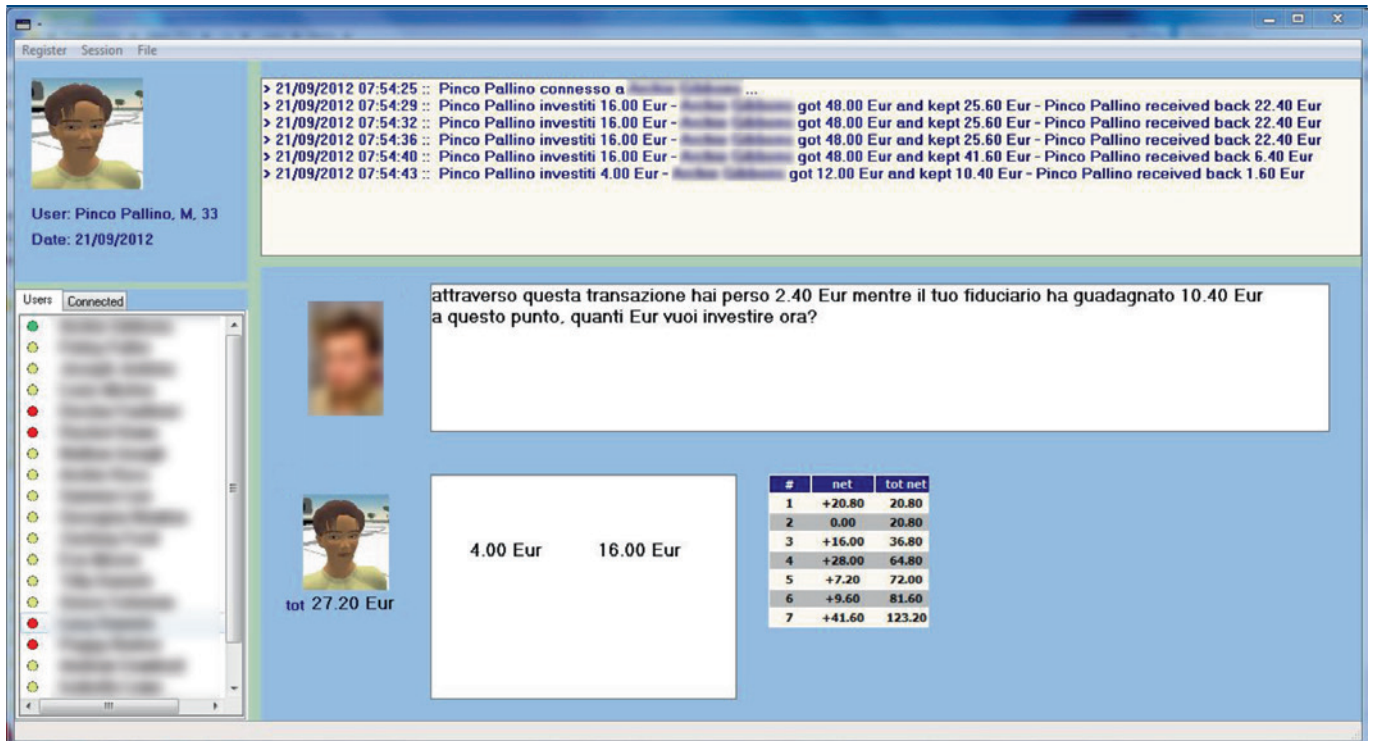 -
Register Session File
> 21/09/2012 07:54:25 :: Pinco Pallino connesso a ...
> 21/09/2012 07:54:29 :: Pinco Pallino investiti 16.00 Eur - got 48.00 Eur and kept 25.60 Eur - Pinco Pallino received back 22.40 Eur
> 21/09/2012 07:54:32 :: Pinco Pallino investiti 16.00 Eur - got 48.00 Eur and kept 25.60 Eur - Pinco Pallino received back 22.40 Eur
> 21/09/2012 07:54:36 :: Pinco Pallino investiti 16.00 Eur - got 48.00 Eur and kept 25.60 Eur - Pinco Pallino received back 22.40 Eur
> 21/09/2012 07:54:40 :: Pinco Pallino investiti 16.00 Eur - got 48.00 Eur and kept 41.60 Eur - Pinco Pallino received back 6.40 Eur
> 21/09/2012 07:54:43 :: Pinco Pallino investiti 4.00 Eur - got 12.00 Eur and kept 10.40 Eur - Pinco Pallino received back 1.60 Eur
User: Pinco Pallino, M, 33
Date: 21/09/2012
Users Connected
attraverso questa transazione hai perso 2.40 Eur mentre il tuo fiduciario ha guadagnato 10.40 Eur
a questo punto, quanti Eur vuoi investire ora?
4.00 Eur 16.00 Eur
tot 27.20 Eur
# net tot net
1 +20.80 20.80
2 0.00 20.80
3 +16.00 36.80
4 +28.00 64.80
5 +7.20 72.00
6 +9.60 81.60
7 +41.60 123.20